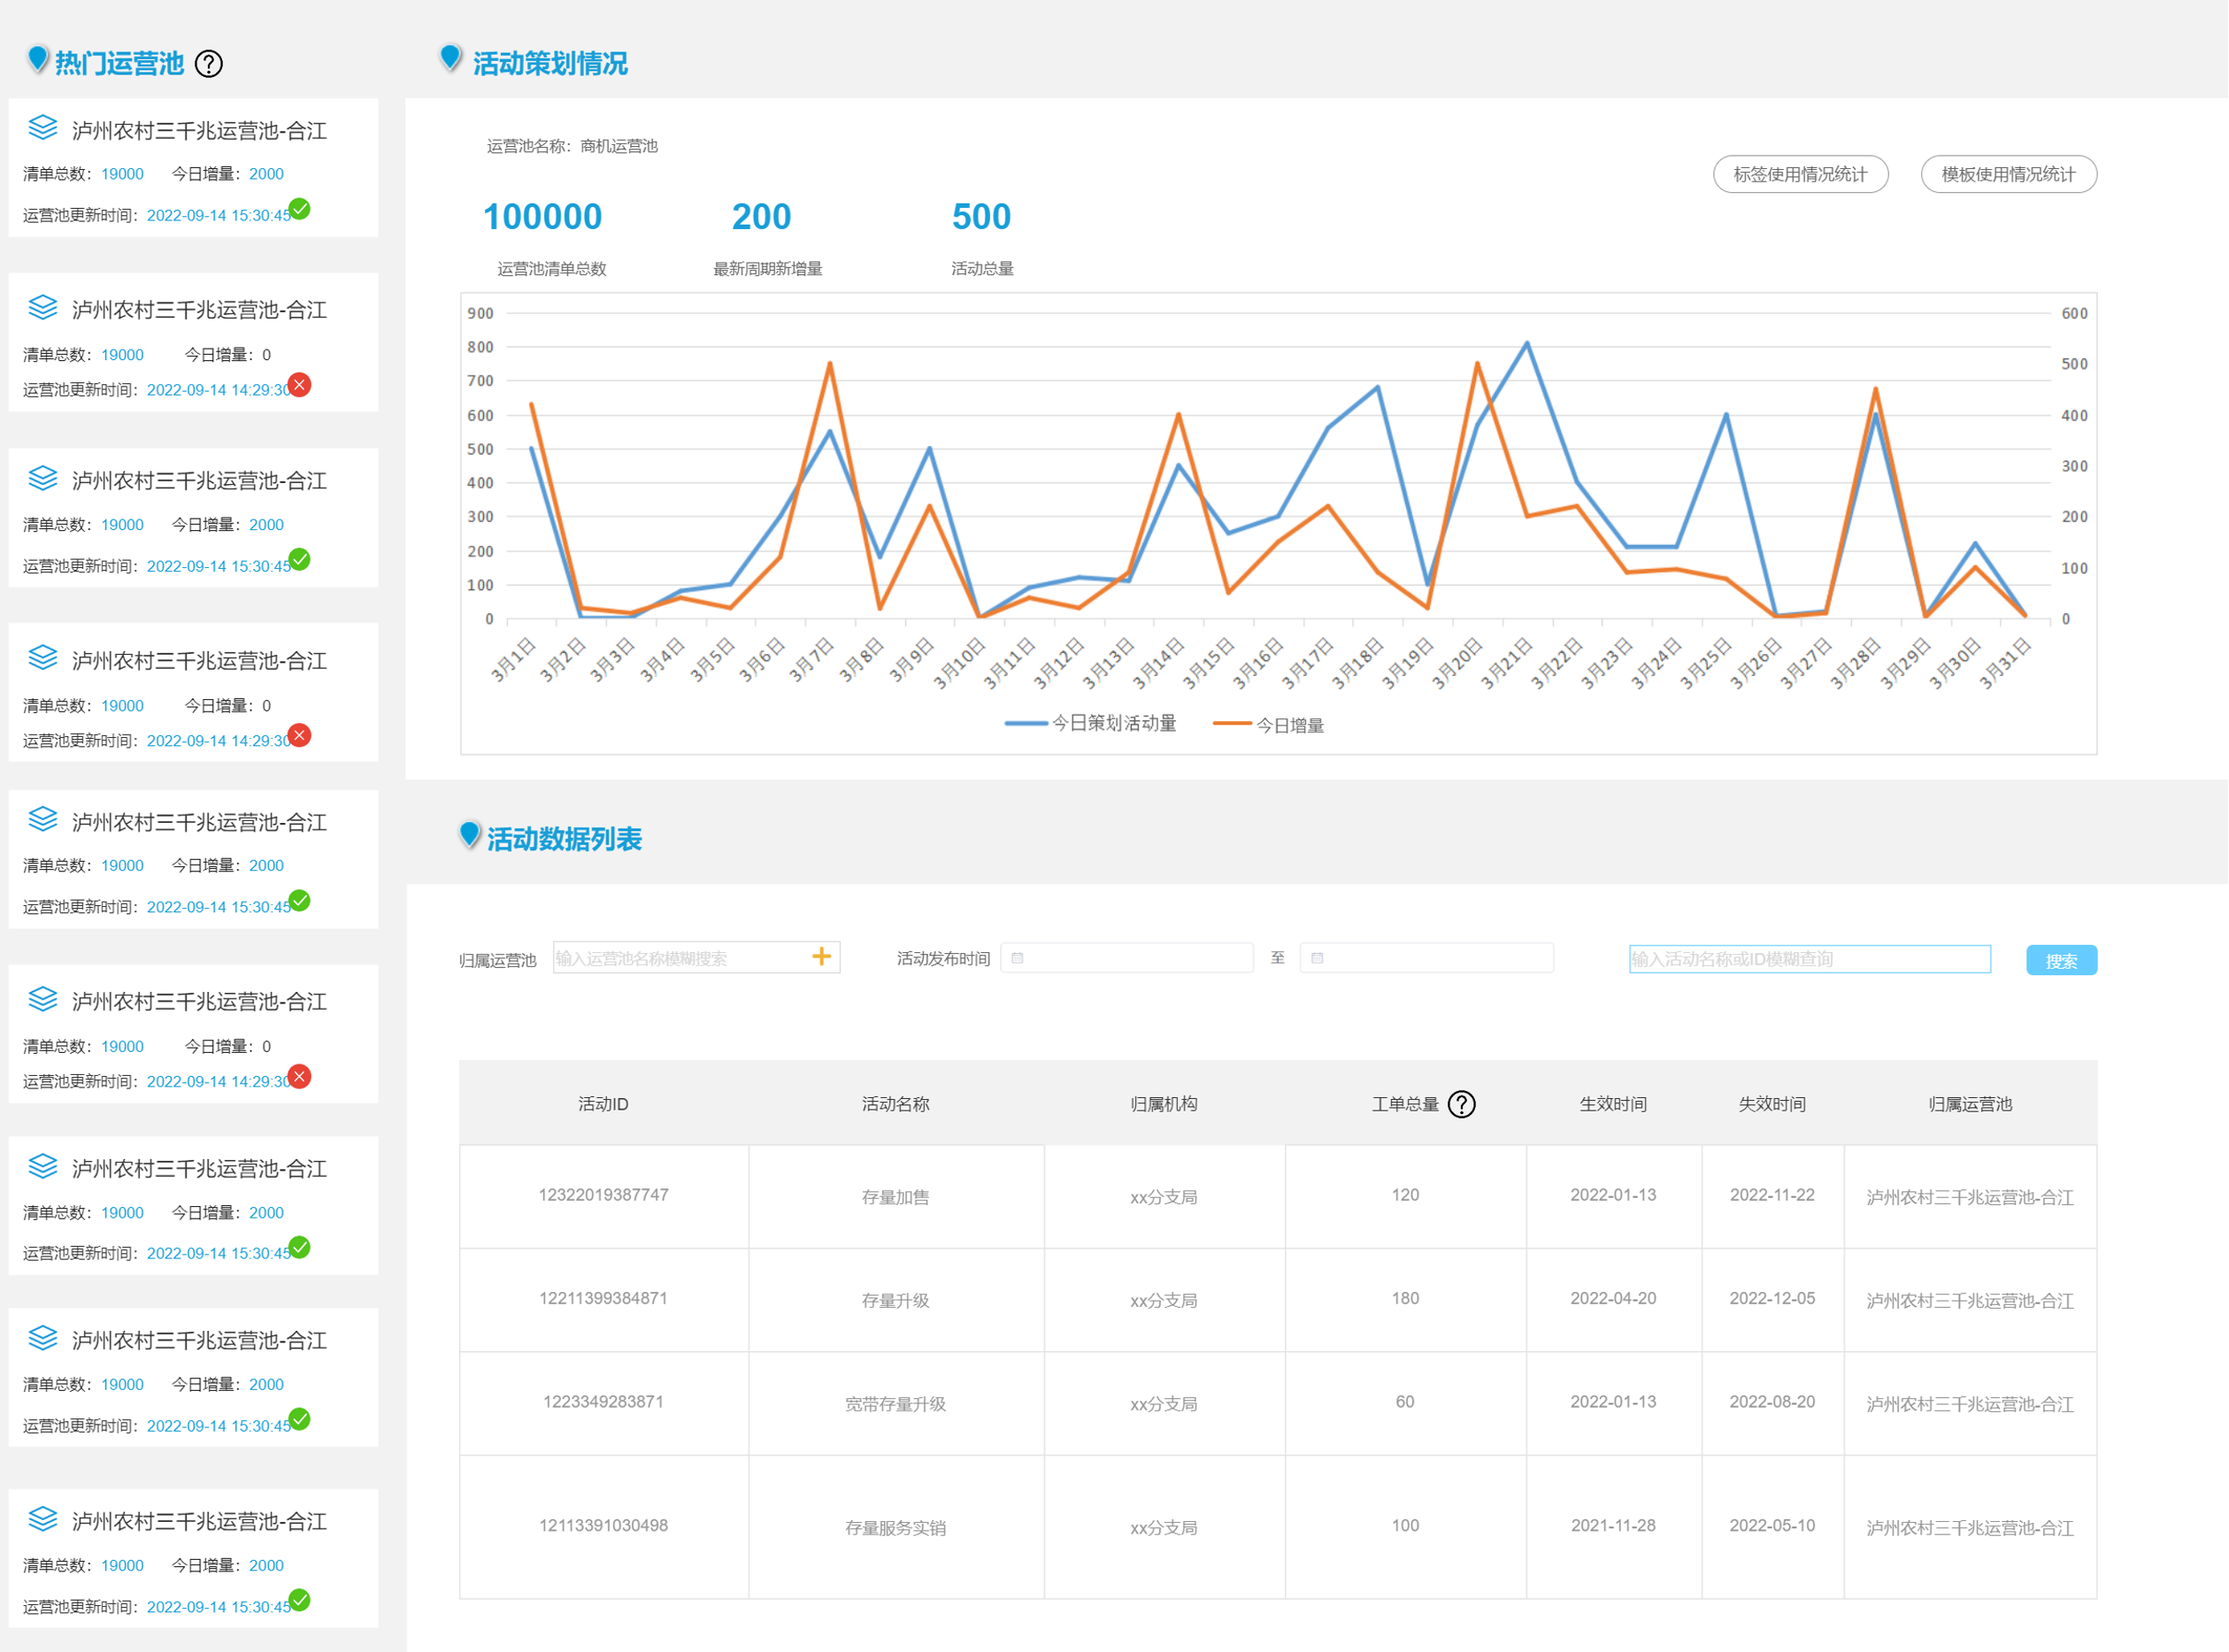 热门运营池 ?
泸州农村三千兆运营池-合江
清单总数：19000 今日增量：2000
运营池更新时间：2022-09-14 15:30:45
泸州农村三千兆运营池-合江
清单总数：19000 今日增量：0
运营池更新时间：2022-09-14 14:29:30
泸州农村三千兆运营池-合江
清单总数：19000 今日增量：2000
运营池更新时间：2022-09-14 15:30:45
泸州农村三千兆运营池-合江
清单总数：19000 今日增量：0
运营池更新时间：2022-09-14 14:29:30
泸州农村三千兆运营池-合江
清单总数：19000 今日增量：2000
运营池更新时间：2022-09-14 15:30:45
泸州农村三千兆运营池-合江
清单总数：19000 今日增量：0
运营池更新时间：2022-09-14 14:29:30
泸州农村三千兆运营池-合江
清单总数：19000 今日增量：2000
运营池更新时间：2022-09-14 15:30:45
泸州农村三千兆运营池-合江
清单总数：19000 今日增量：2000
运营池更新时间：2022-09-14 15:30:45
泸州农村三千兆运营池-合江
清单总数：19000 今日增量：2000
运营池更新时间：2022-09-14 15:30:45
活动策划情况
运营池名称：商机运营池
标签使用情况统计 模板使用情况统计
100000 200 500
运营池清单总数 最新周期新增量 活动总量
900
800
700
600
500
400
300
200
100
0
600
500
400
300
200
100
0
3月1日 3月2日 3月3日 3月4日 3月5日 3月6日 3月7日 3月8日 3月9日 3月10日 3月11日 3月12日 3月13日 3月14日 3月15日 3月16日 3月17日 3月18日 3月19日 3月20日 3月21日 3月22日 3月23日 3月24日 3月25日 3月26日 3月27日 3月28日 3月29日 3月30日 3月31日
今日策划活动量 今日增量
活动数据列表
归属运营池 输入运营池名称模糊搜索 活动发布时间 至 输入活动名称或ID模糊查询 搜索
活动ID 活动名称 归属机构 工单总量 ? 生效时间 失效时间 归属运营池
12322019387747 存量加售 xx分支局 120 2022-01-13 2022-11-22 泸州农村三千兆运营池-合江
12211399384871 存量升级 xx分支局 180 2022-04-20 2022-12-05 泸州农村三千兆运营池-合江
1223349283871 宽带存量升级 xx分支局 60 2022-01-13 2022-08-20 泸州农村三千兆运营池-合江
12113391030498 存量服务实销 xx分支局 100 2021-11-28 2022-05-10 泸州农村三千兆运营池-合江